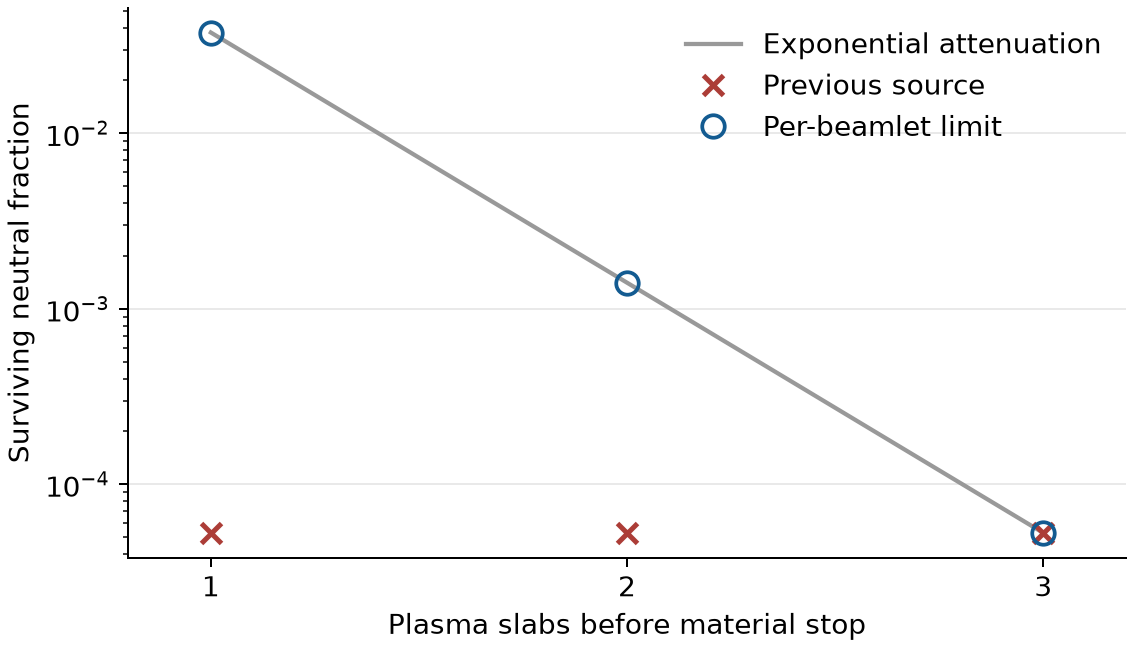 Exponential attenuation
Previous source
Per-beamlet limit
Surviving neutral fraction
10⁻²
10⁻³
10⁻⁴
1 2 3
Plasma slabs before material stop